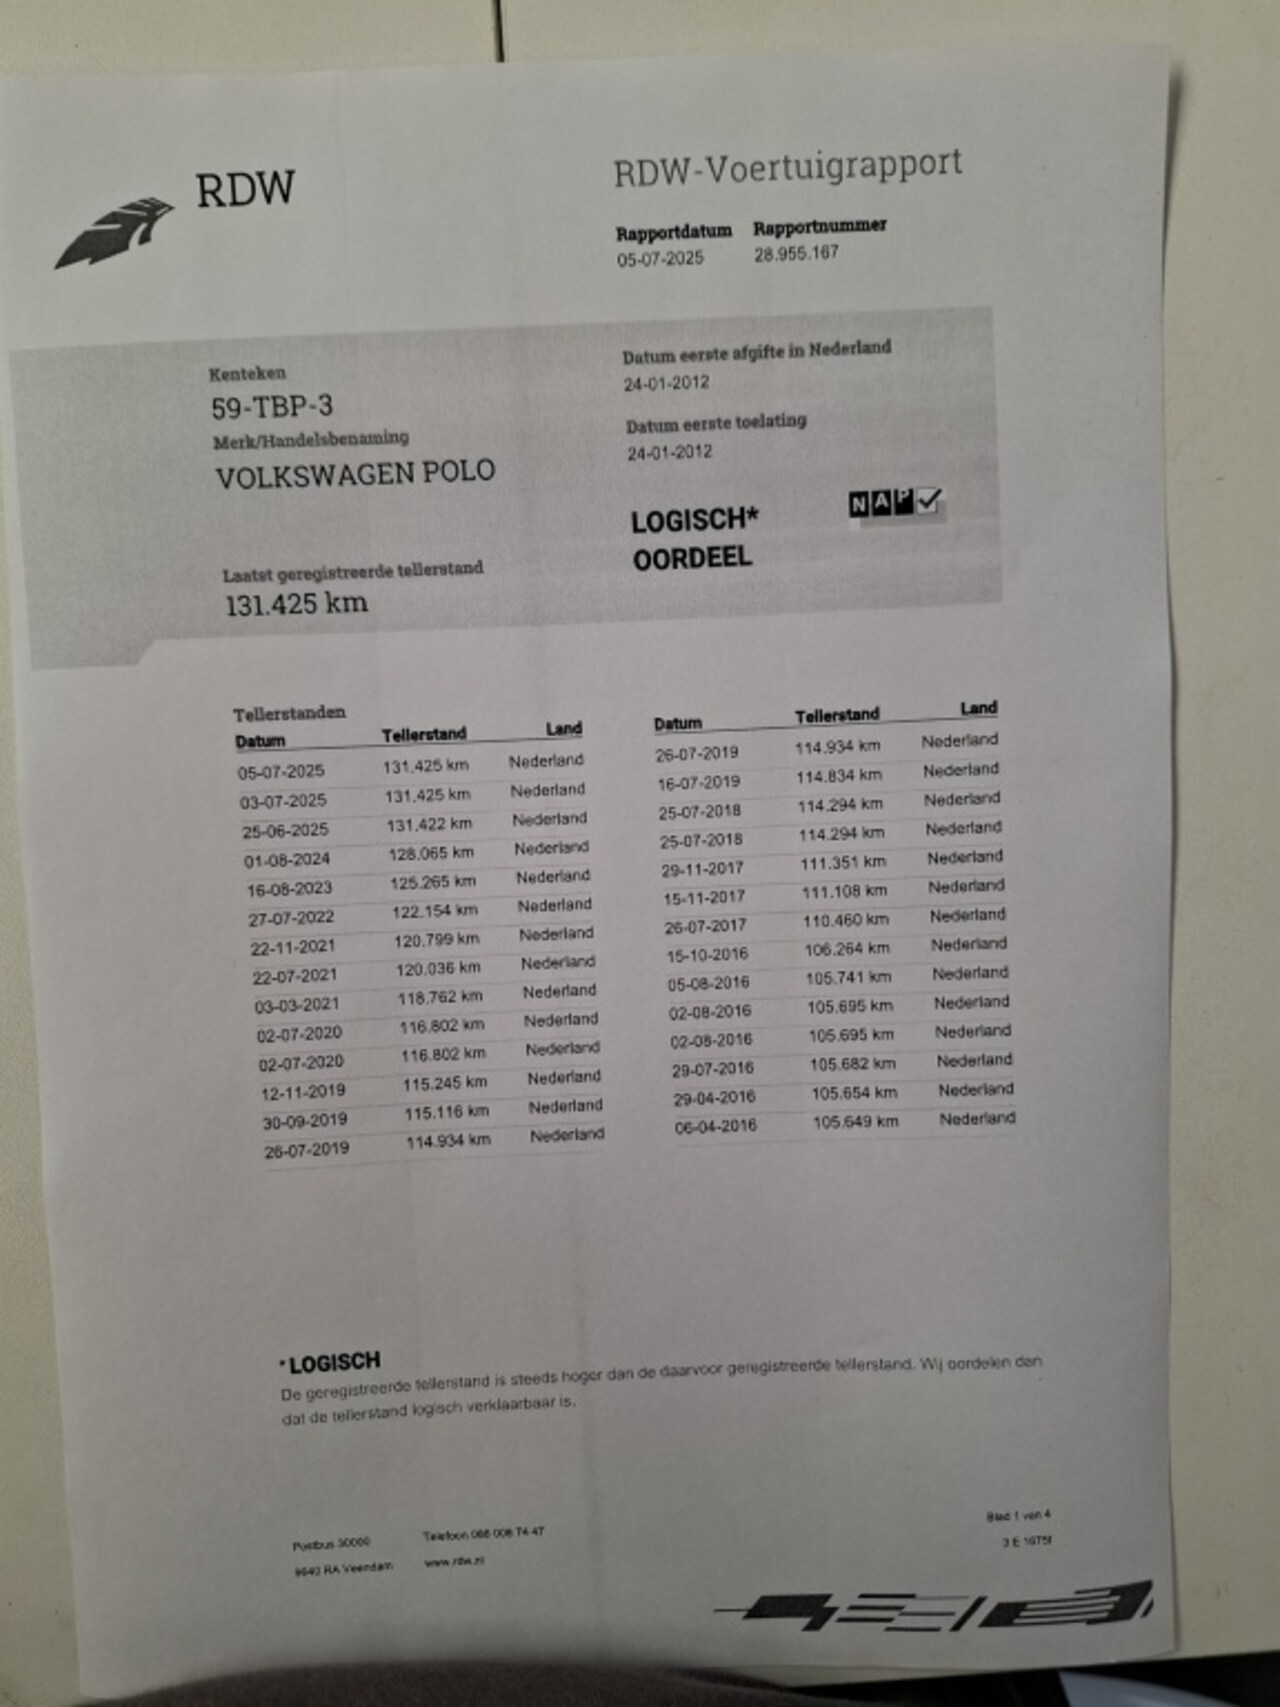 RDW
RDW-Voertuigrapport
Rapportdatum Rapportnummer
05-07-2025 28.955.167
Kenteken
59-TBP-3
Merk/Handelsbenaming
VOLKSWAGEN POLO
Laatst geregistreerde tellerstand
131.425 km
Datum eerste afgifte in Nederland
24-01-2012
Datum eerste toelating
24-01-2012
LOGISCH*
OORDEEL
NAP
Tellerstanden
Datum Tellerstand Land
05-07-2025 131.425 km Nederland
03-07-2025 131.425 km Nederland
25-06-2025 131.422 km Nederland
01-08-2024 128.065 km Nederland
16-08-2023 125.265 km Nederland
27-07-2022 122.154 km Nederland
22-11-2021 120.799 km Nederland
22-07-2021 120.036 km Nederland
03-03-2021 118.762 km Nederland
02-07-2020 116.802 km Nederland
02-07-2020 116.802 km Nederland
12-11-2019 115.245 km Nederland
30-09-2019 115.116 km Nederland
26-07-2019 114.934 km Nederland
Datum Tellerstand Land
26-07-2019 114.934 km Nederland
16-07-2019 114.834 km Nederland
25-07-2018 114.294 km Nederland
25-07-2018 114.294 km Nederland
29-11-2017 111.351 km Nederland
15-11-2017 111.108 km Nederland
26-07-2017 110.460 km Nederland
15-10-2016 106.264 km Nederland
05-08-2016 105.741 km Nederland
02-08-2016 105.695 km Nederland
02-08-2016 105.695 km Nederland
29-07-2016 105.682 km Nederland
29-04-2016 105.654 km Nederland
06-04-2016 105.649 km Nederland
* LOGISCH
De geregistreerde tellerstand is steeds hoger dan de daarvoor geregistreerde tellerstand. Wij oordelen dan
dat de tellerstand logisch verklaarbaar is.
Postbus 30000 Telefoon 088 008 74 47
9640 RA Veendam www.rdw.nl
Blad 1 van 4
3 E 1675f